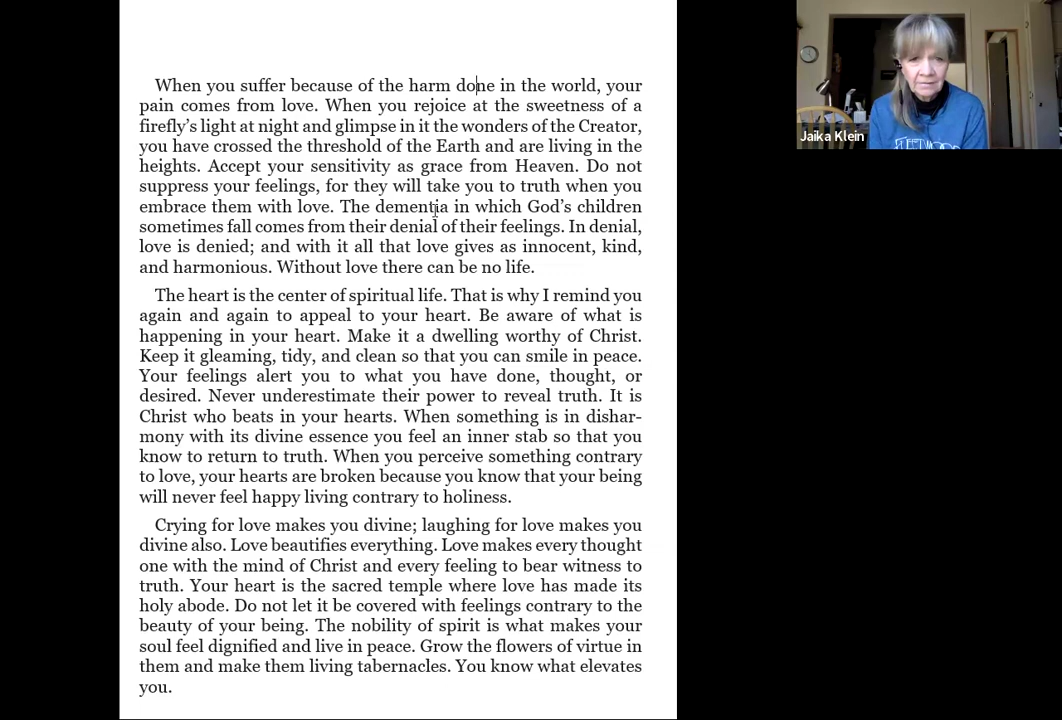 When you suffer because of the harm done in the world, your
pain comes from love. When you rejoice at the sweetness of a
firefly’s light at night and glimpse in it the wonders of the Creator,
you have crossed the threshold of the Earth and are living in the
heights. Accept your sensitivity as grace from Heaven. Do not
suppress your feelings, for they will take you to truth when you
embrace them with love. The dementia in which God’s children
sometimes fall comes from their denial of their feelings. In denial,
love is denied; and with it all that love gives as innocent, kind,
and harmonious. Without love there can be no life.
The heart is the center of spiritual life. That is why I remind you
again and again to appeal to your heart. Be aware of what is
happening in your heart. Make it a dwelling worthy of Christ.
Keep it gleaming, tidy, and clean so that you can smile in peace.
Your feelings alert you to what you have done, thought, or
desired. Never underestimate their power to reveal truth. It is
Christ who beats in your hearts. When something is in dishar-
mony with its divine essence you feel an inner stab so that you
know to return to truth. When you perceive something contrary
to love, your hearts are broken because you know that your being
will never feel happy living contrary to holiness.
Crying for love makes you divine; laughing for love makes you
divine also. Love beautifies everything. Love makes every thought
one with the mind of Christ and every feeling to bear witness to
truth. Your heart is the sacred temple where love has made its
holy abode. Do not let it be covered with feelings contrary to the
beauty of your being. The nobility of spirit is what makes your
soul feel dignified and live in peace. Grow the flowers of virtue in
them and make them living tabernacles. You know what elevates
you.
Jaika Klein